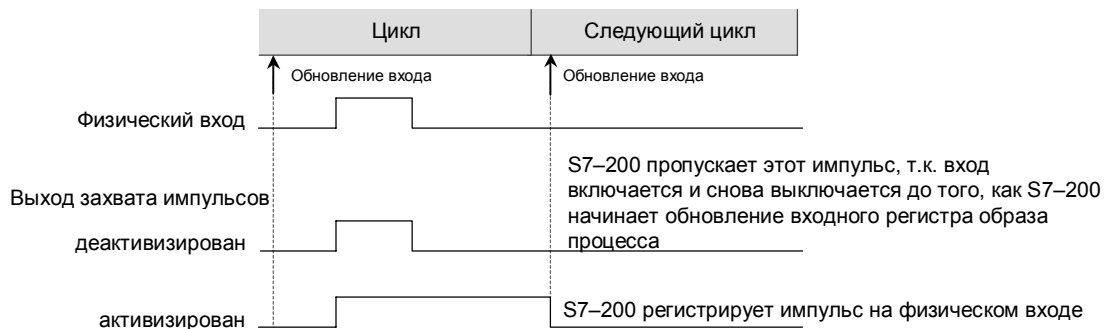 Цикл
Следующий цикл
Обновление входа
Обновление входа
Физический вход
S7–200 пропускает этот импульс, т.к. вход
включается и снова выключается до того, как S7–200
начинает обновление входного регистра образа
процесса
Выход захвата импульсов
деактивизирован
активизирован
S7–200 регистрирует импульс на физическом входе